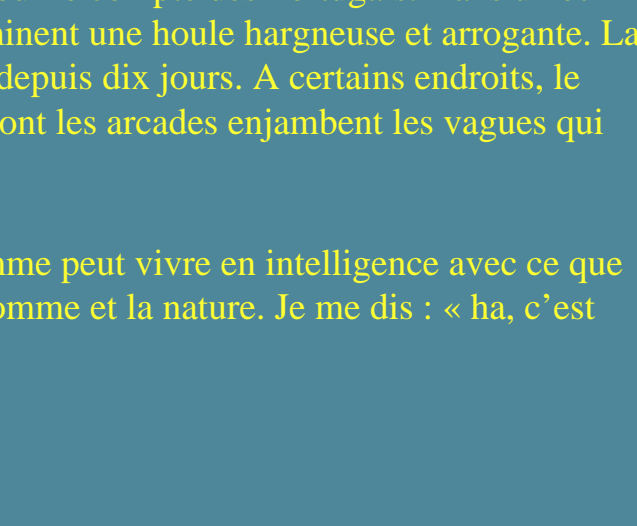 inent une houle hargneuse et arrogante. La
depuis dix jours. A certains endroits, le
ont les arcades enjambent les vagues qui
me peut vivre en intelligence avec ce que
omme et la nature. Je me dis : « ha, c’est